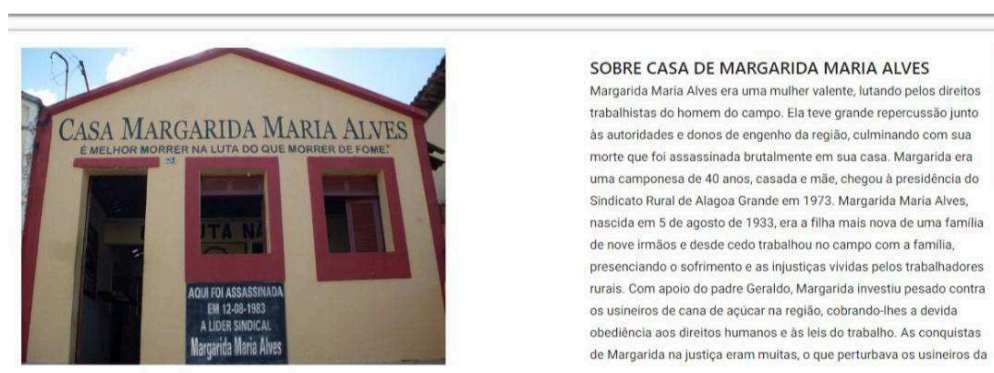 CASA MARGARIDA MARIA ALVES
É MELHOR MORRER NA LUTA DO QUE MORRER DE FOME.
UTA NA
AQUI FOI ASSASSINADA
EM 12-08-1983
A LIDER SINDICAL
Margarida Maria Alves
SOBRE CASA DE MARGARIDA MARIA ALVES
Margarida Maria Alves era uma mulher valente, lutando pelos direitos
trabalhistas do homem do campo. Ela teve grande repercussão junto
às autoridades e donos de engenho da região, culminando com sua
morte que foi assassinada brutalmente em sua casa. Margarida era
uma camponesa de 40 anos, casada e mãe, chegou à presidência do
Sindicato Rural de Alagoa Grande em 1973. Margarida Maria Alves,
nascida em 5 de agosto de 1933, era a filha mais nova de uma família
de nove irmãos e desde cedo trabalhou no campo com a família,
presenciando o sofrimento e as injustiças vividas pelos trabalhadores
rurais. Com apoio do padre Geraldo, Margarida investiu pesado contra
os usineiros de cana de açúcar na região, cobrando-lhes a devida
obediência aos direitos humanos e às leis do trabalho. As conquistas
de Margarida na justiça eram muitas, o que perturbava os usineiros da